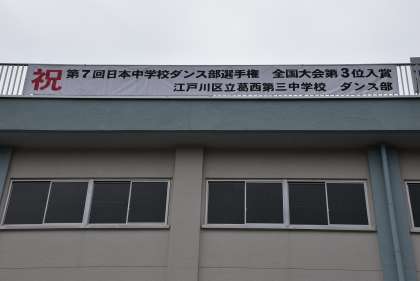 祝 第7回日本中学校ダンス部選手権 全国大会第3位入賞
江戸川区立葛西第三中学校 ダンス部